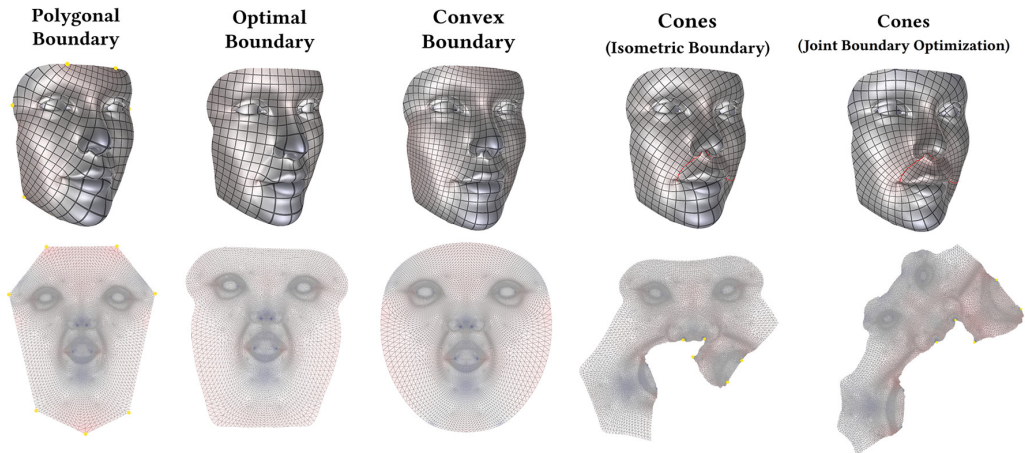 Polygonal
Boundary
Optimal
Boundary
Convex
Boundary
Cones
(Isometric Boundary)
Cones
(Joint Boundary Optimization)